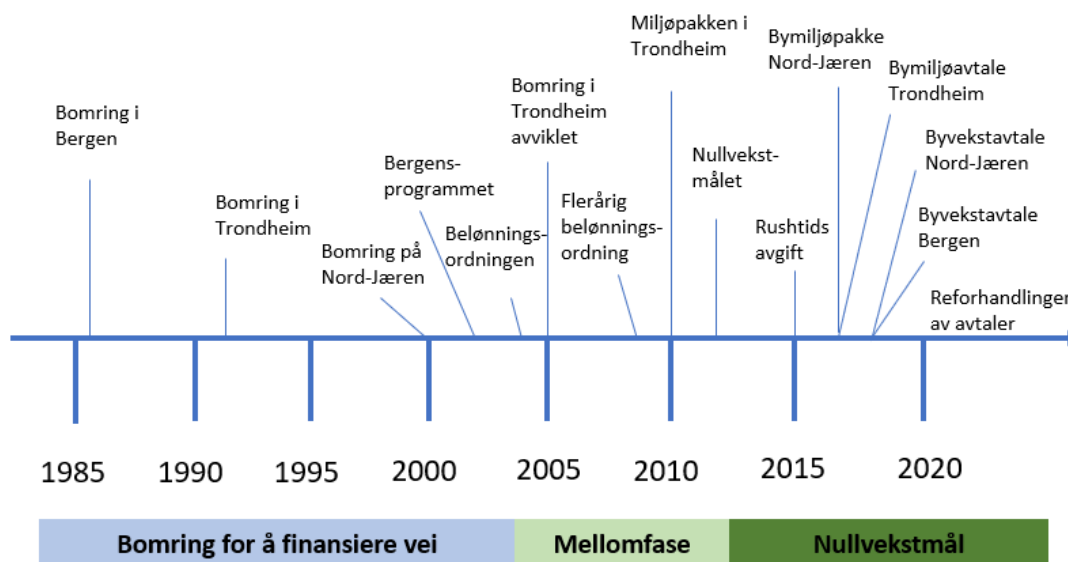 Bomring i
Bergen
Bomring i
Trondheim
Bomring på
Nord-Jæren
Bergens-
programmet
Belønnings-
ordningen
Bomring i
Trondheim
avviklet
Flerårig
belønnings-
ordning
Miljøpakken i
Trondheim
Nullvekst-
målet
Rushtids
avgift
Bymiljøpakke
Nord-Jæren
Bymiljøavtale
Trondheim
Byvekstavtale
Nord-Jæren
Byvekstavtale
Bergen
Reforhandlinger
av avtaler
1985
1990
1995
2000
2005
2010
2015
2020
Bomring for å finansiere vei
Mellomfase
Nullvekstmål